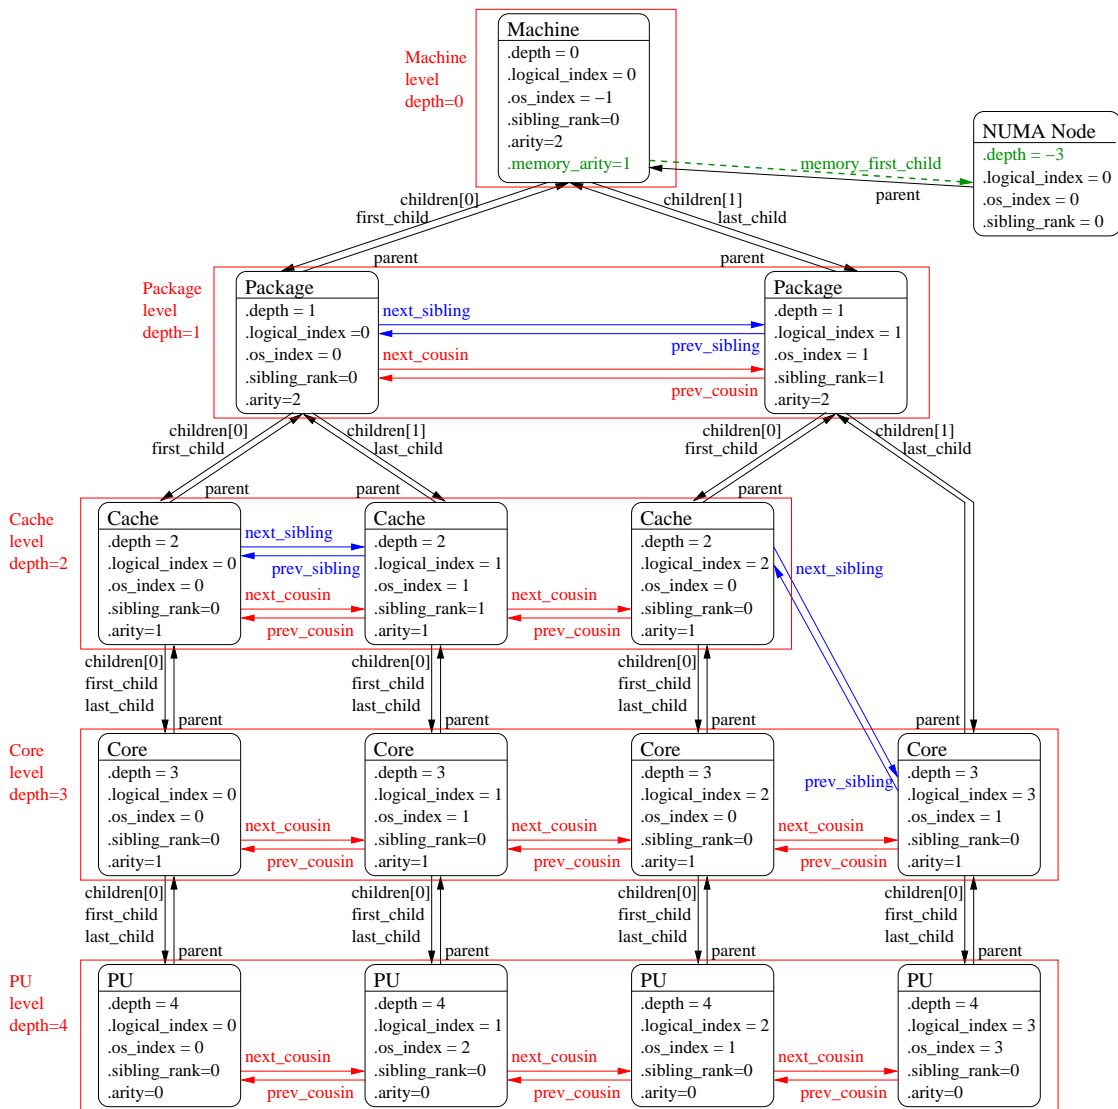 Machine
level
depth=0
Machine
.depth = 0
.logical_index = 0
.os_index = −1
.sibling_rank=0
.arity=2
.memory_arity=1
memory_first_child
parent
NUMA Node
.depth = −3
.logical_index = 0
.os_index = 0
.sibling_rank = 0
children[0]
first_child
children[1]
last_child
parent
parent
Package
level
depth=1
Package
.depth = 1
.logical_index =0
.os_index = 0
.sibling_rank=0
.arity=2
next_sibling
prev_sibling
next_cousin
prev_cousin
Package
.depth = 1
.logical_index = 1
.os_index = 1
.sibling_rank=1
.arity=2
children[0]
first_child
children[1]
last_child
children[0]
first_child
children[1]
last_child
parent
parent
parent
Cache
level
depth=2
Cache
.depth = 2
.logical_index = 0
.os_index = 0
.sibling_rank=0
.arity=1
next_sibling
prev_sibling
next_cousin
prev_cousin
Cache
.depth = 2
.logical_index = 1
.os_index = 1
.sibling_rank=1
.arity=1
next_cousin
prev_cousin
Cache
.depth = 2
.logical_index = 2
.os_index = 0
.sibling_rank=0
.arity=1
next_sibling
prev_sibling
children[0]
first_child
last_child
parent
children[0]
first_child
last_child
parent
children[0]
first_child
last_child
parent
parent
Core
level
depth=3
Core
.depth = 3
.logical_index = 0
.os_index = 0
.sibling_rank=0
.arity=1
next_cousin
prev_cousin
Core
.depth = 3
.logical_index = 1
.os_index = 1
.sibling_rank=0
.arity=1
next_cousin
prev_cousin
Core
.depth = 3
.logical_index = 2
.os_index = 0
.sibling_rank=0
.arity=1
next_cousin
prev_cousin
Core
.depth = 3
.logical_index = 3
.os_index = 1
.sibling_rank=0
.arity=1
children[0]
first_child
last_child
parent
children[0]
first_child
last_child
parent
children[0]
first_child
last_child
parent
children[0]
first_child
last_child
parent
PU
level
depth=4
PU
.depth = 4
.logical_index = 0
.os_index = 0
.sibling_rank=0
.arity=0
next_cousin
prev_cousin
PU
.depth = 4
.logical_index = 1
.os_index = 2
.sibling_rank=0
.arity=0
next_cousin
prev_cousin
PU
.depth = 4
.logical_index = 2
.os_index = 1
.sibling_rank=0
.arity=0
next_cousin
prev_cousin
PU
.depth = 4
.logical_index = 3
.os_index = 3
.sibling_rank=0
.arity=0